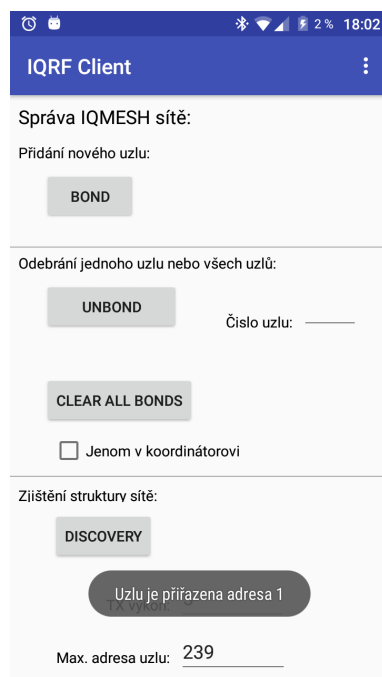 2% 18:02
IQRF Client
Správa IQMESH sítě:
Přidání nového uzlu:
BOND
Odebrání jednoho uzlu nebo všech uzlů:
UNBOND
Čislo uzlu:
CLEAR ALL BONDS
Jenom v koordinátorovi
Zjištění struktury sítě:
DISCOVERY
Uzlu je přiřazena adresa 1
TX výkon:
Max. adresa uzlu: 239